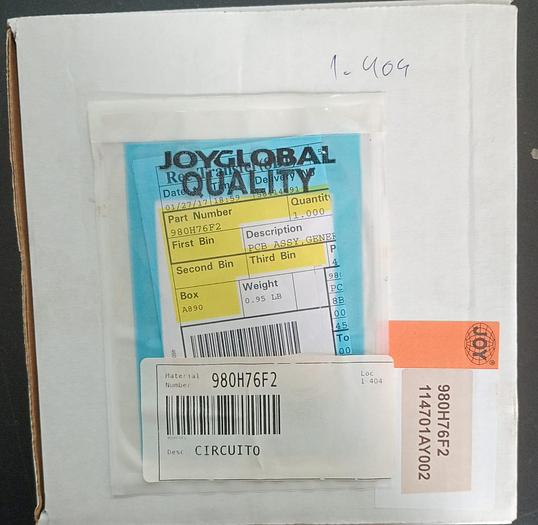 1-404
JOYGLOBAL
QUALITY
Part Number
Quantity
980H76F2
1.000
First Bin
Description
PCB ASSY,GENER
Second Bin
Third Bin
Box
Weight
A890
0.95 LB
To
Material
Number
980H76F2
Loc
1-404
Desc
CIRCUITO
JOY
980H76F2
114701AY002